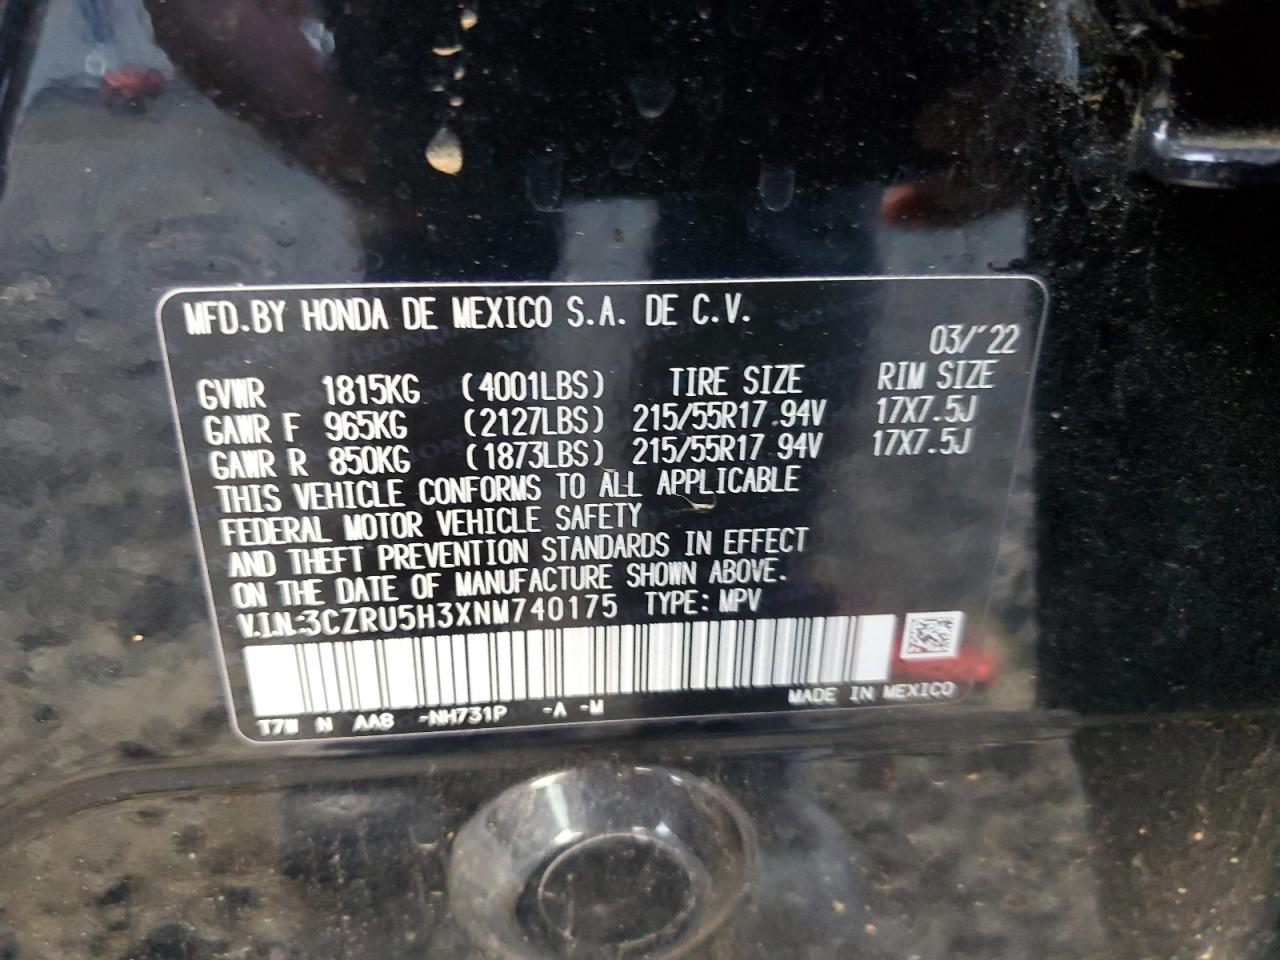 MFD.BY HONDA DE MEXICO S.A. DE C.V.
03/'22
GVWR 1815KG (4001LBS) TIRE SIZE RIM SIZE
GAWR F 965KG (2127LBS) 215/55R17 94V 17X7.5J
GAWR R 850KG (1873LBS) 215/55R17 94V 17X7.5J
THIS VEHICLE CONFORMS TO ALL APPLICABLE
FEDERAL MOTOR VEHICLE SAFETY
AND THEFT PREVENTION STANDARDS IN EFFECT
ON THE DATE OF MANUFACTURE SHOWN ABOVE.
V.I.N.:3CZRU5H3XNM740175 TYPE: MPV
MADE IN MEXICO
T7W N AA8 -NH731P -A -M